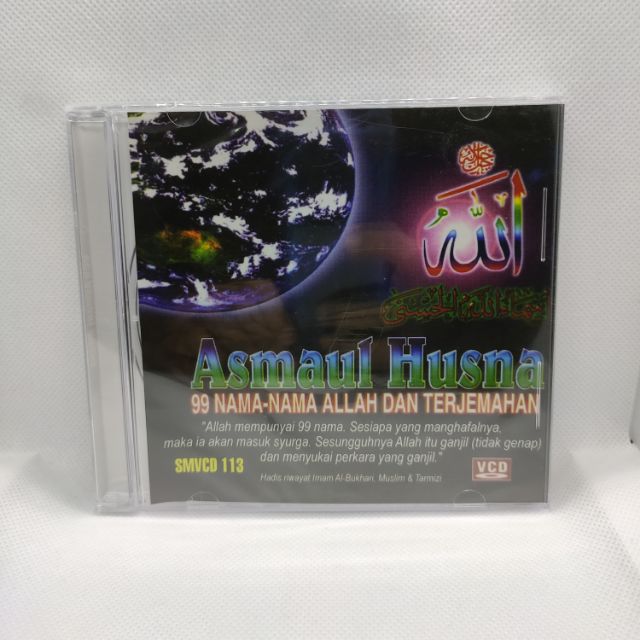 الله
Asmaul Husna
99 NAMA-NAMA ALLAH DAN TERJEMAHAN
"Allah mempunyai 99 nama. Sesiapa yang manghafalnya,
maka ia akan masuk syurga. Sesungguhnya Allah itu ganjil (tidak genap)
dan menyukai perkara yang ganjil."
SMVCD 113
VCD
Hadis riwayat Imam Al-Bukhari, Muslim & Tarmizi